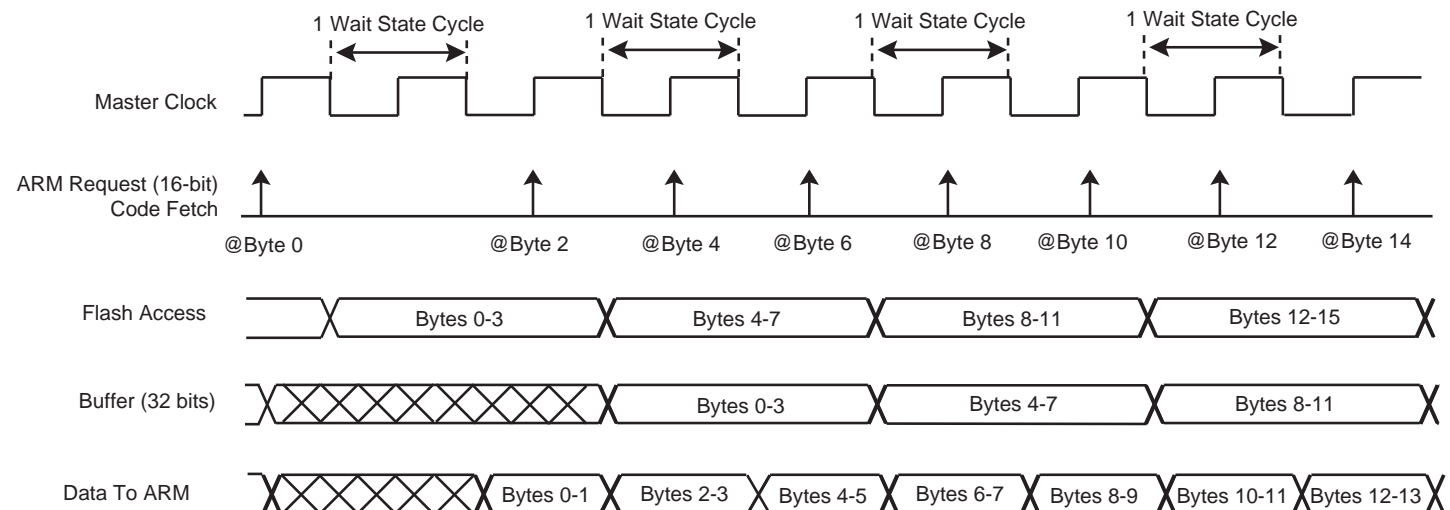 1 Wait State Cycle 1 Wait State Cycle 1 Wait State Cycle 1 Wait State Cycle
Master Clock
ARM Request (16-bit)
Code Fetch
@Byte 0 @Byte 2 @Byte 4 @Byte 6 @Byte 8 @Byte 10 @Byte 12 @Byte 14
Flash Access Bytes 0-3 Bytes 4-7 Bytes 8-11 Bytes 12-15
Buffer (32 bits) Bytes 0-3 Bytes 4-7 Bytes 8-11
Data To ARM Bytes 0-1 Bytes 2-3 Bytes 4-5 Bytes 6-7 Bytes 8-9 Bytes 10-11 Bytes 12-13